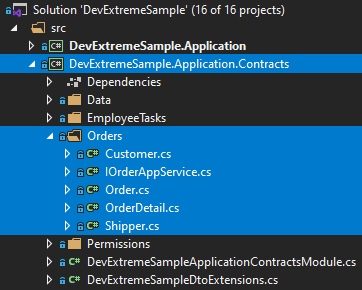 Solution 'DevExtremeSample' (16 of 16 projects)
src
C# DevExtremeSample.Application
C# DevExtremeSample.Application.Contracts
Dependencies
Data
EmployeeTasks
Orders
C# Customer.cs
C# IOrderAppService.cs
C# Order.cs
C# OrderDetail.cs
C# Shipper.cs
Permissions
C# DevExtremeSampleApplicationContractsModule.cs
C# DevExtremeSampleDtoExtensions.cs